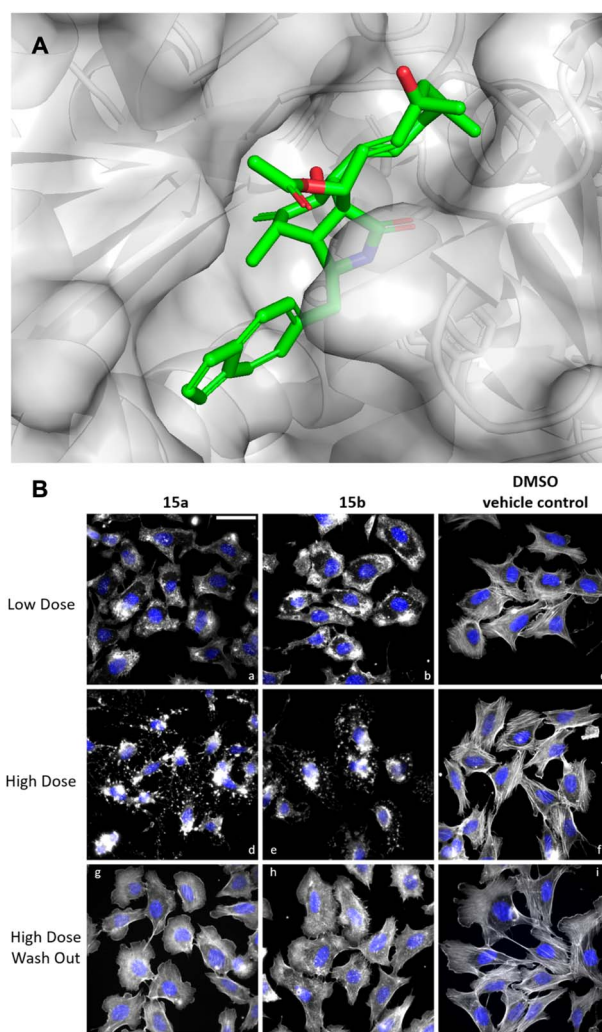 A
B
15a
15b
DMSO
vehicle control
Low Dose
a
b
High Dose
d
e
f
High Dose
Wash Out
g
h
i